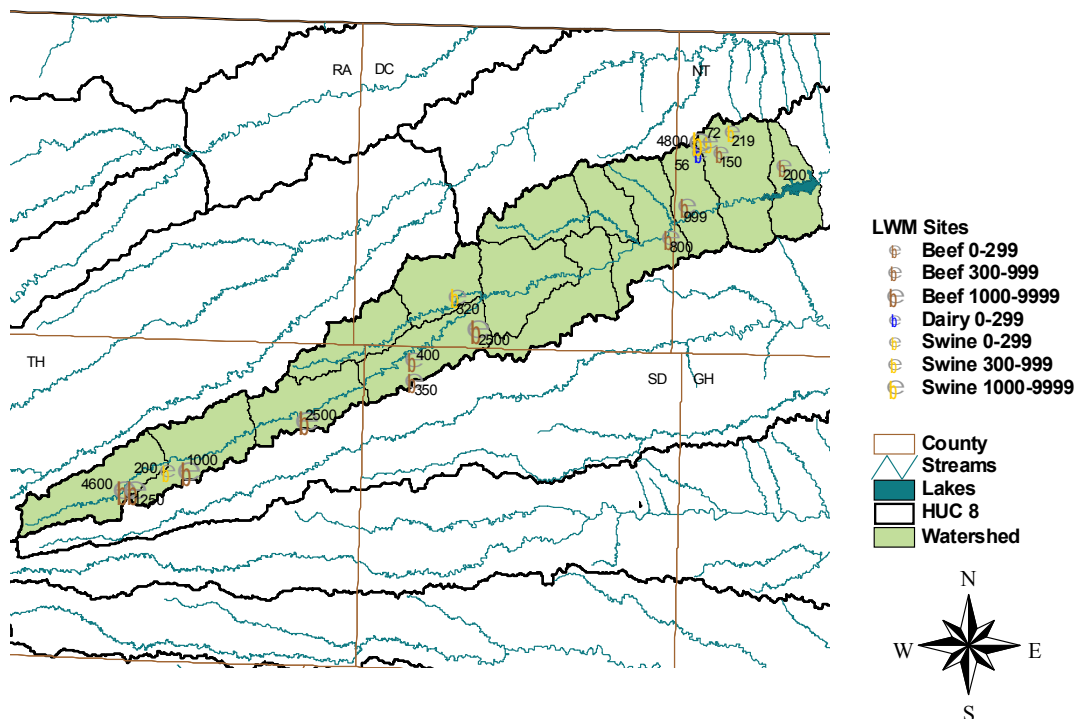 RA
DC
NT
4800
72
219
56
150
200
999
800
320
2500
TH
400
SD
GH
350
2500
200
1000
4600
1250
LWM Sites
Beef 0-299
Beef 300-999
Beef 1000-9999
Dairy 0-299
Swine 0-299
Swine 300-999
Swine 1000-9999
County
Streams
Lakes
HUC 8
Watershed
N
W
E
S